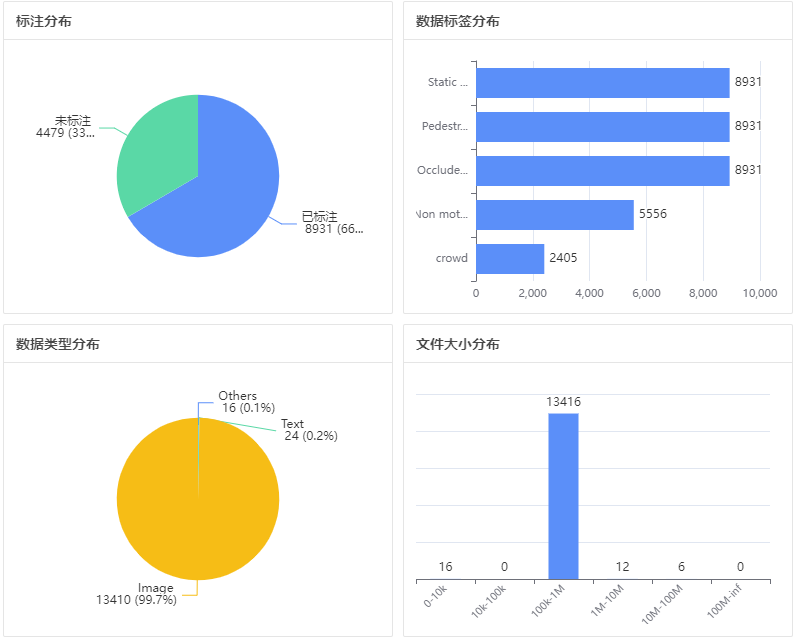 标注分布
未标注
4479 (33...
已标注
8931 (66...
数据标签分布
Static ...
8931
Pedestr...
8931
Occlude...
8931
Non mot...
5556
crowd
2405
0
2,000
4,000
6,000
8,000
10,000
数据类型分布
Others
16 (0.1%)
Text
24 (0.2%)
Image
13410 (99.7%)
文件大小分布
13416
16
0
12
6
0
0-10k
10k-100k
100k-1M
1M-10M
10M-100M
100M-inf